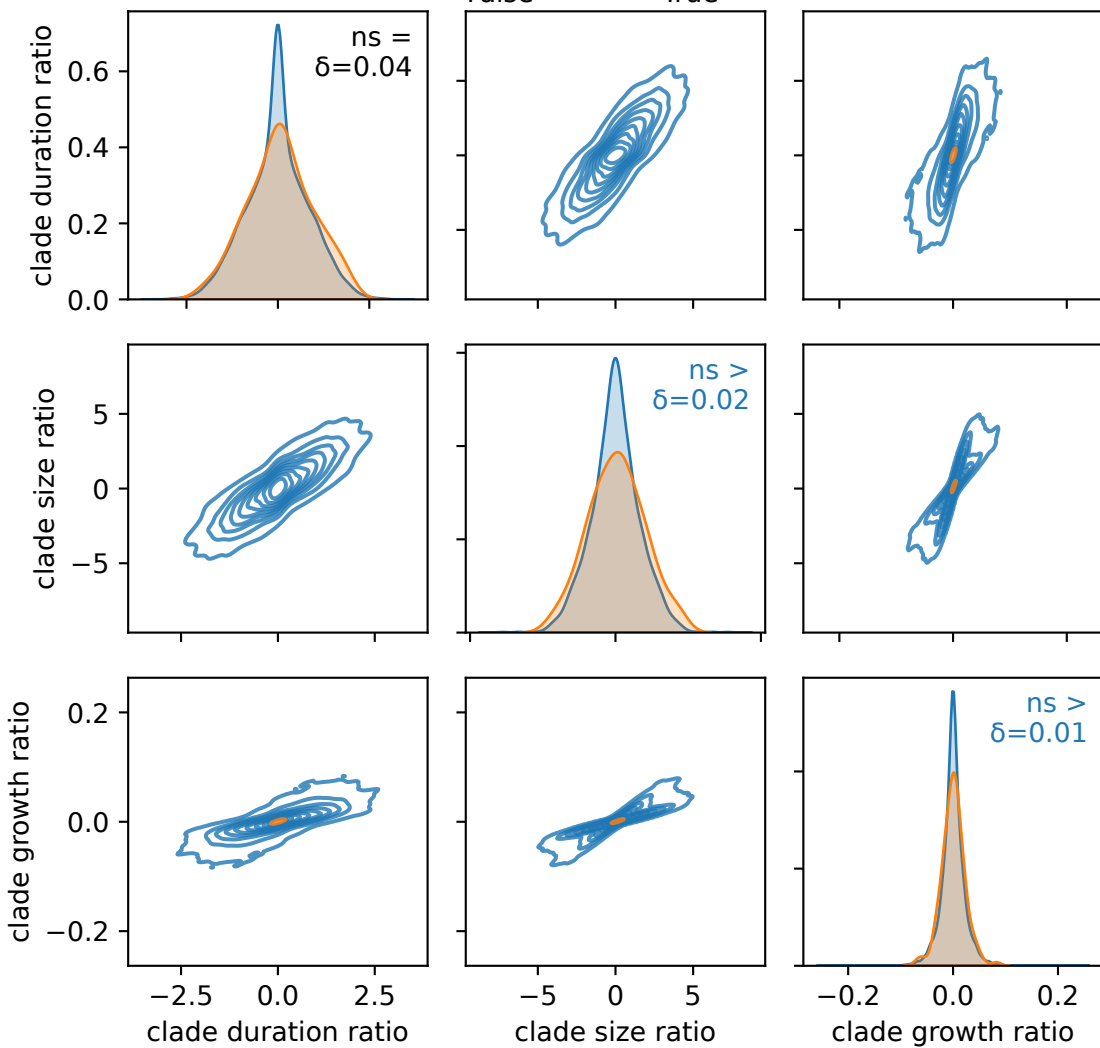 ns =
δ=0.04
clade duration ratio
0.6
0.4
0.2
0.0
ns >
δ=0.02
clade size ratio
5
0
−5
ns >
δ=0.01
clade growth ratio
0.2
0.0
−0.2
−2.5 0.0 2.5 −5 0 5 −0.2 0.0 0.2
clade duration ratio clade size ratio clade growth ratio